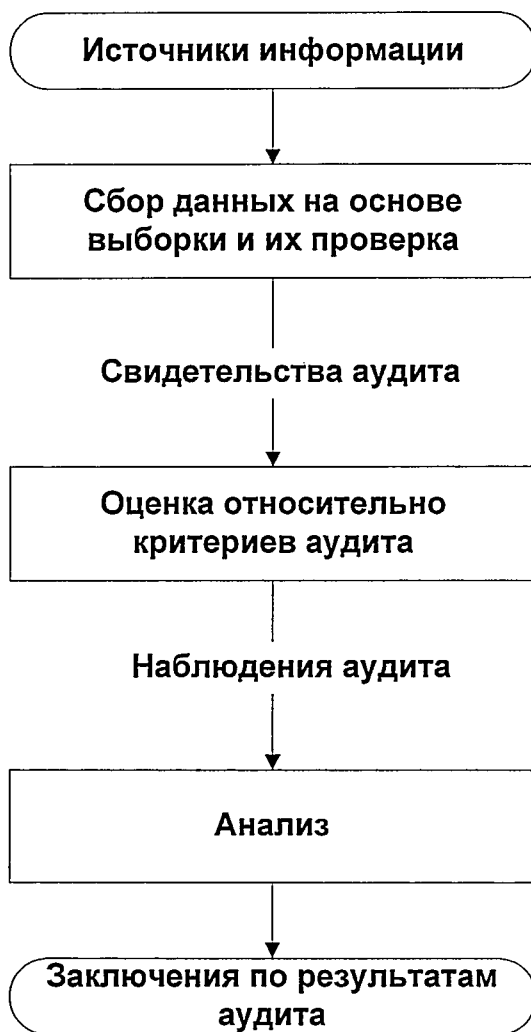 Источники информации
Сбор данных на основе
выборки и их проверка
Свидетельства аудита
Оценка относительно
критериев аудита
Наблюдения аудита
Анализ
Заключения по результатам
аудита